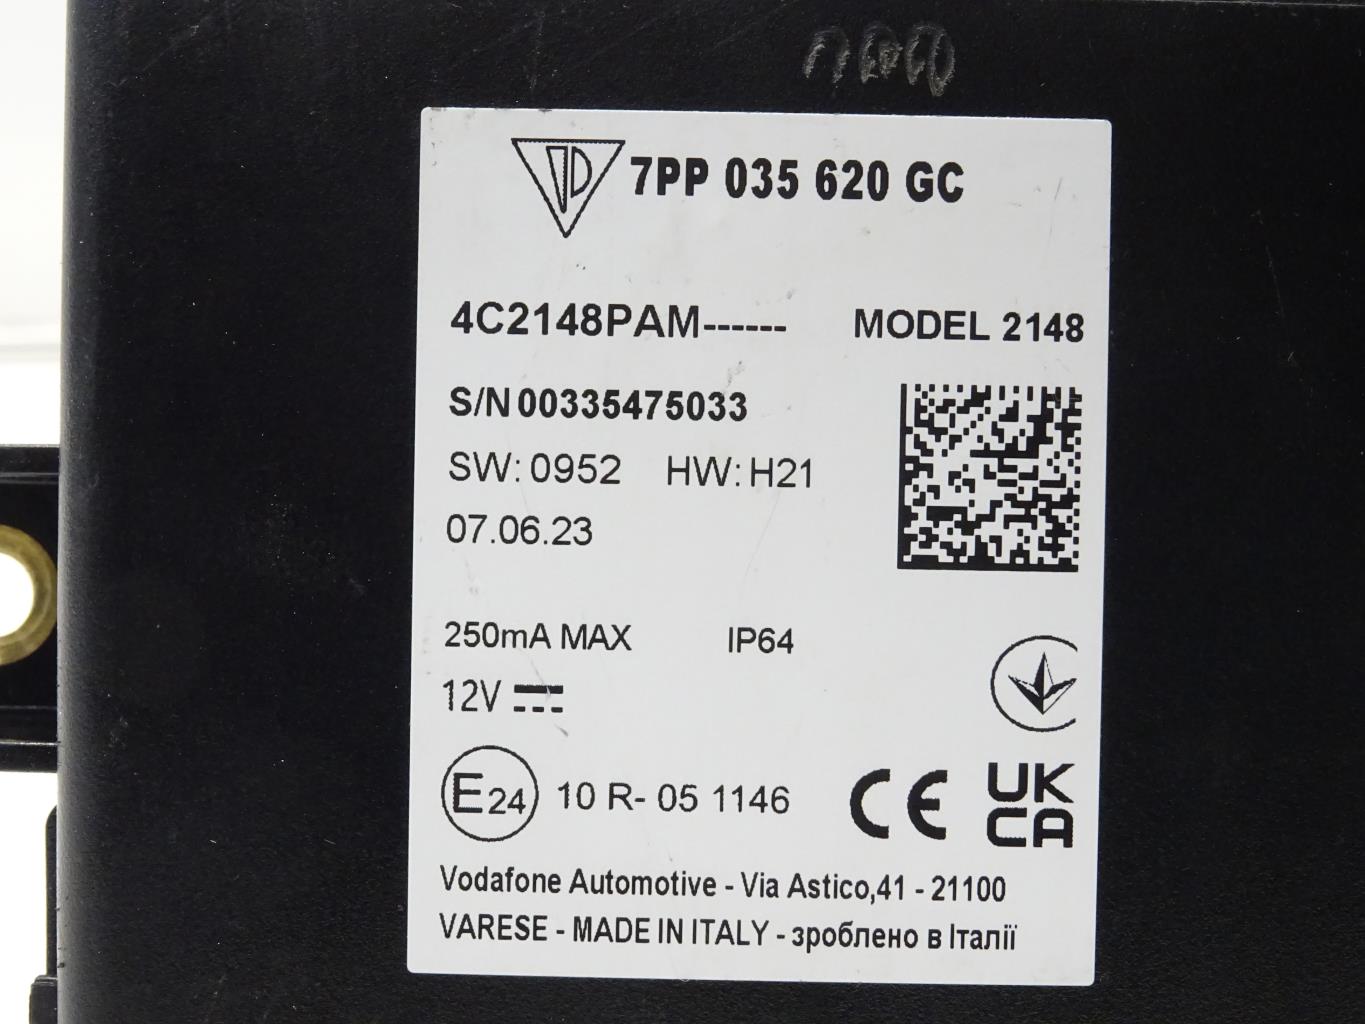 7PP 035 620 GC
4C2148PAM------ MODEL 2148
S/N 00335475033
SW: 0952 HW: H21
07.06.23
250mA MAX IP64
12V
E24 10 R- 05 1146 CE UK CA
Vodafone Automotive - Via Astico,41 - 21100
VARESE - MADE IN ITALY - зроблено в Італії